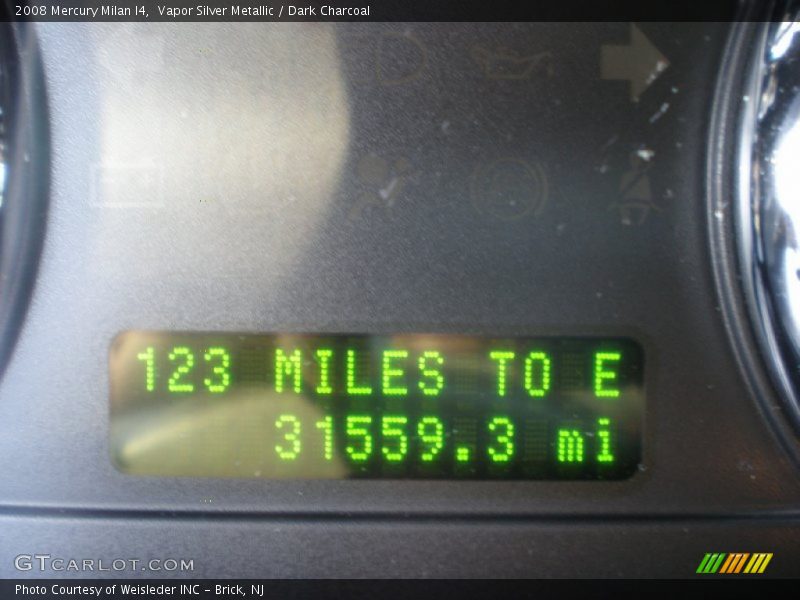 2008 Mercury Milan I4, Vapor Silver Metallic / Dark Charcoal
123 MILES TO E
31559.3 mi
GTCARLOT.COM
Photo Courtesy of Weisleder INC - Brick, NJ